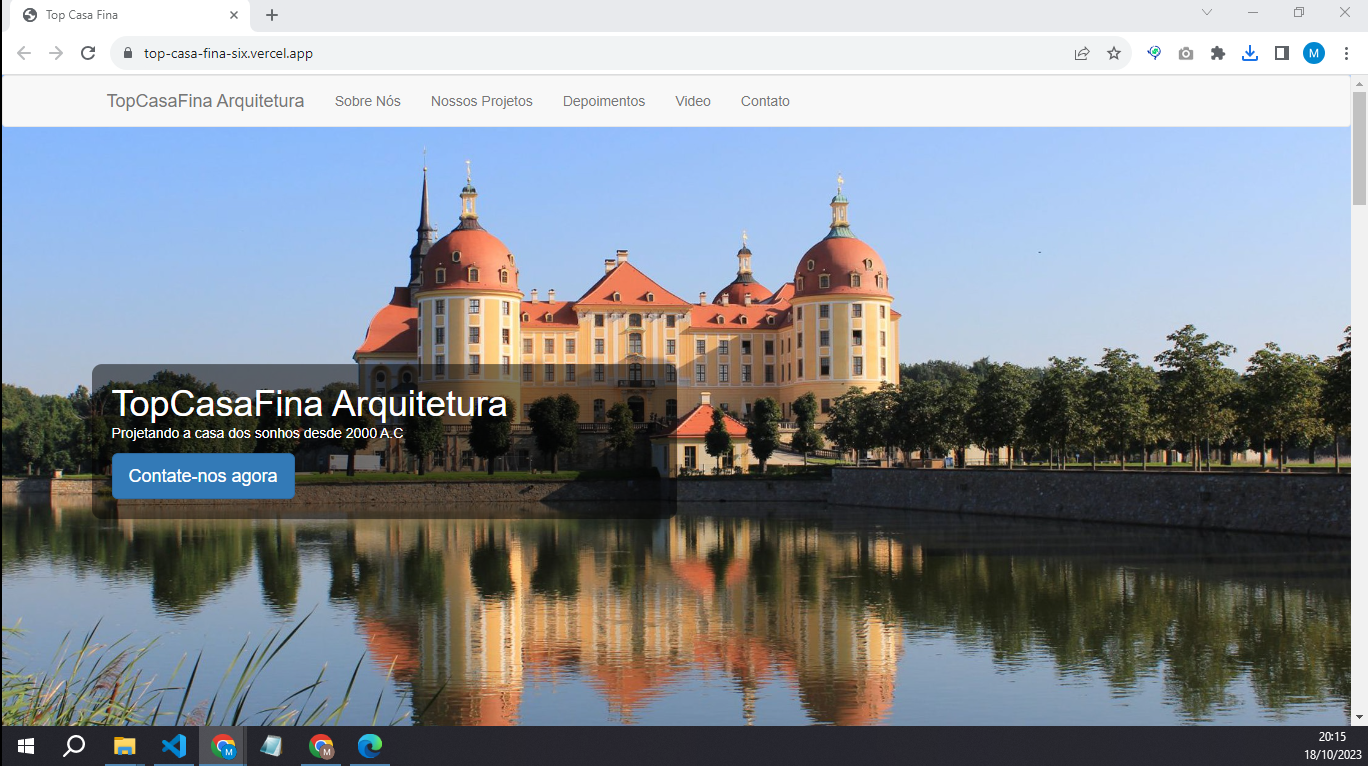 Top Casa Fina
top-casa-fina-six.vercel.app
M
TopCasaFina Arquitetura Sobre Nós Nossos Projetos Depoimentos Video Contato
TopCasaFina Arquitetura
Projetando a casa dos sonhos desde 2000 A.C
Contate-nos agora
M M
20:15
18/10/2023